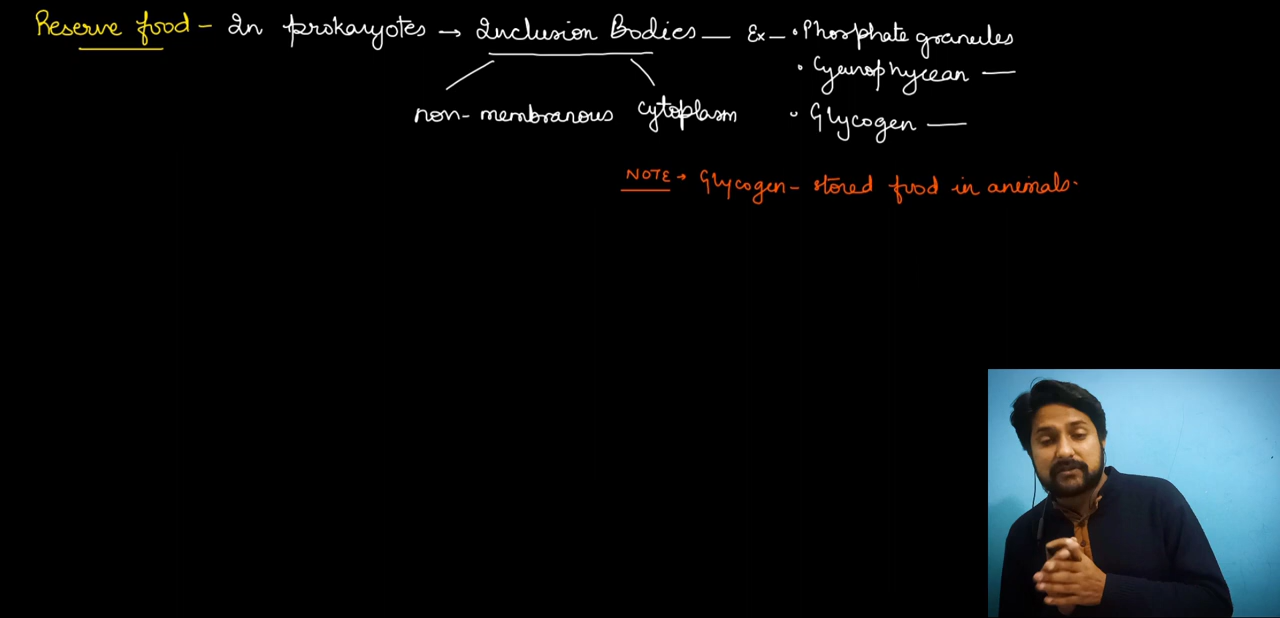 Reserve food - In prokaryotes → Inclusion Bodies — Ex - • Phosphate granules
• Cyanophycean —
non-membranous cytoplasm • Glycogen —
NOTE → Glycogen - stored food in animals.